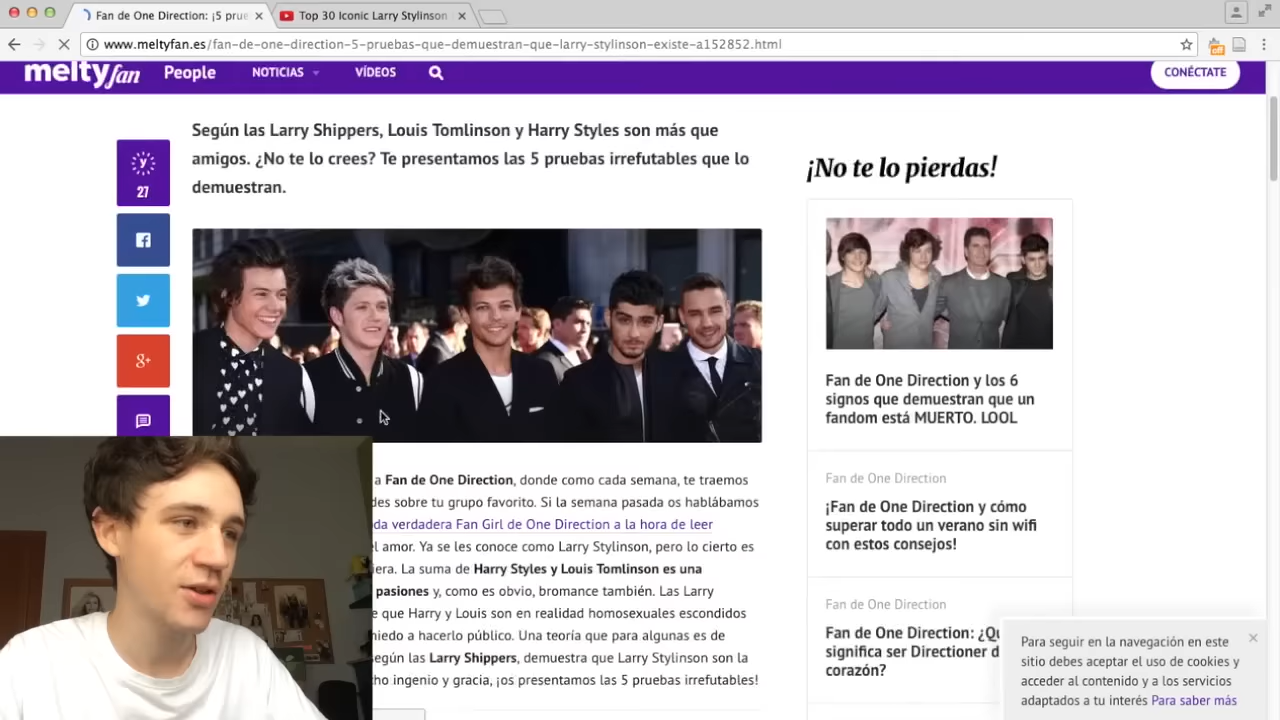 Fan de One Direction: ¡5 prue
Top 30 Iconic Larry Stylinson
www.meltyfan.es/fan-de-one-direction-5-pruebas-que-demuestran-que-larry-stylinson-existe-a152852.html
off
meltyfan People NOTICIAS VÍDEOS CONÉCTATE
Según las Larry Shippers, Louis Tomlinson y Harry Styles son más que
amigos. ¿No te lo crees? Te presentamos las 5 pruebas irrefutables que lo
demuestran.
y
27
8+
a Fan de One Direction, donde como cada semana, te traemos
des sobre tu grupo favorito. Si la semana pasada os hablábamos
da verdadera Fan Girl de One Direction a la hora de leer
l amor. Ya se les conoce como Larry Stylinson, pero lo cierto es
iera. La suma de Harry Styles y Louis Tomlinson es una
pasiones y, como es obvio, bromance también. Las Larry
e que Harry y Louis son en realidad homosexuales escondidos
niedo a hacerlo público. Una teoría que para algunas es de
según las Larry Shippers, demuestra que Larry Stylinson son la
ho ingenio y gracia, ¡os presentamos las 5 pruebas irrefutables!
¡No te lo pierdas!
Fan de One Direction y los 6
signos que demuestran que un
fandom está MUERTO. LOOL
Fan de One Direction
¡Fan de One Direction y cómo
superar todo un verano sin wifi
con estos consejos!
Fan de One Direction
Fan de One Direction: ¿Qu
significa ser Directioner d
corazón?
Para seguir en la navegación en este
sitio debes aceptar el uso de cookies y
acceder al contenido y a los servicios
adaptados a tu interés Para saber más